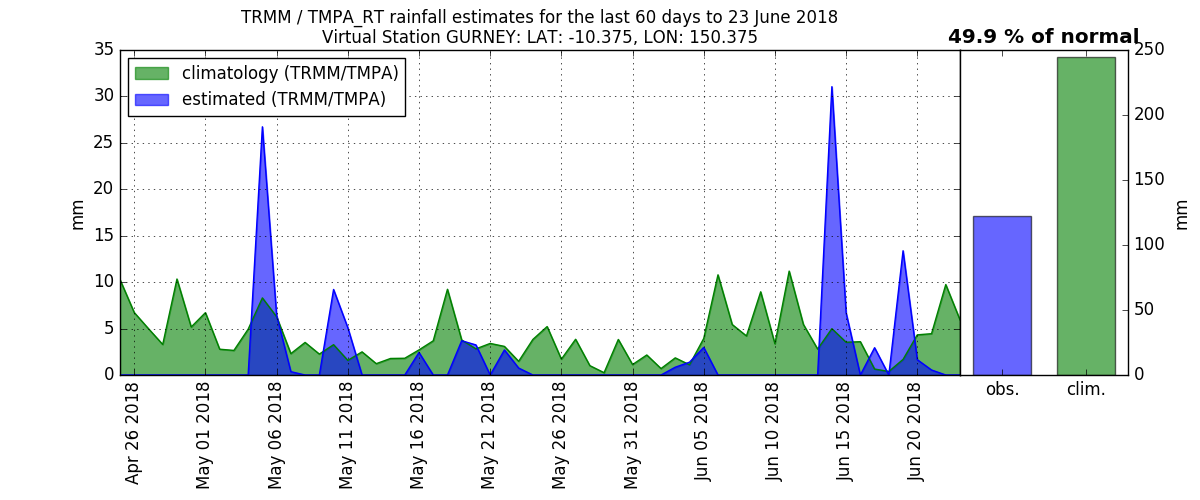 TRMM / TMPA_RT rainfall estimates for the last 60 days to 23 June 2018
Virtual Station GURNEY: LAT: -10.375, LON: 150.375
49.9 % of normal
climatology (TRMM/TMPA)
estimated (TRMM/TMPA)
35
30
25
20
15
10
5
0
mm
Apr 26 2018
May 01 2018
May 06 2018
May 11 2018
May 16 2018
May 21 2018
May 26 2018
May 31 2018
Jun 05 2018
Jun 10 2018
Jun 15 2018
Jun 20 2018
250
200
150
100
50
0
mm
obs.
clim.